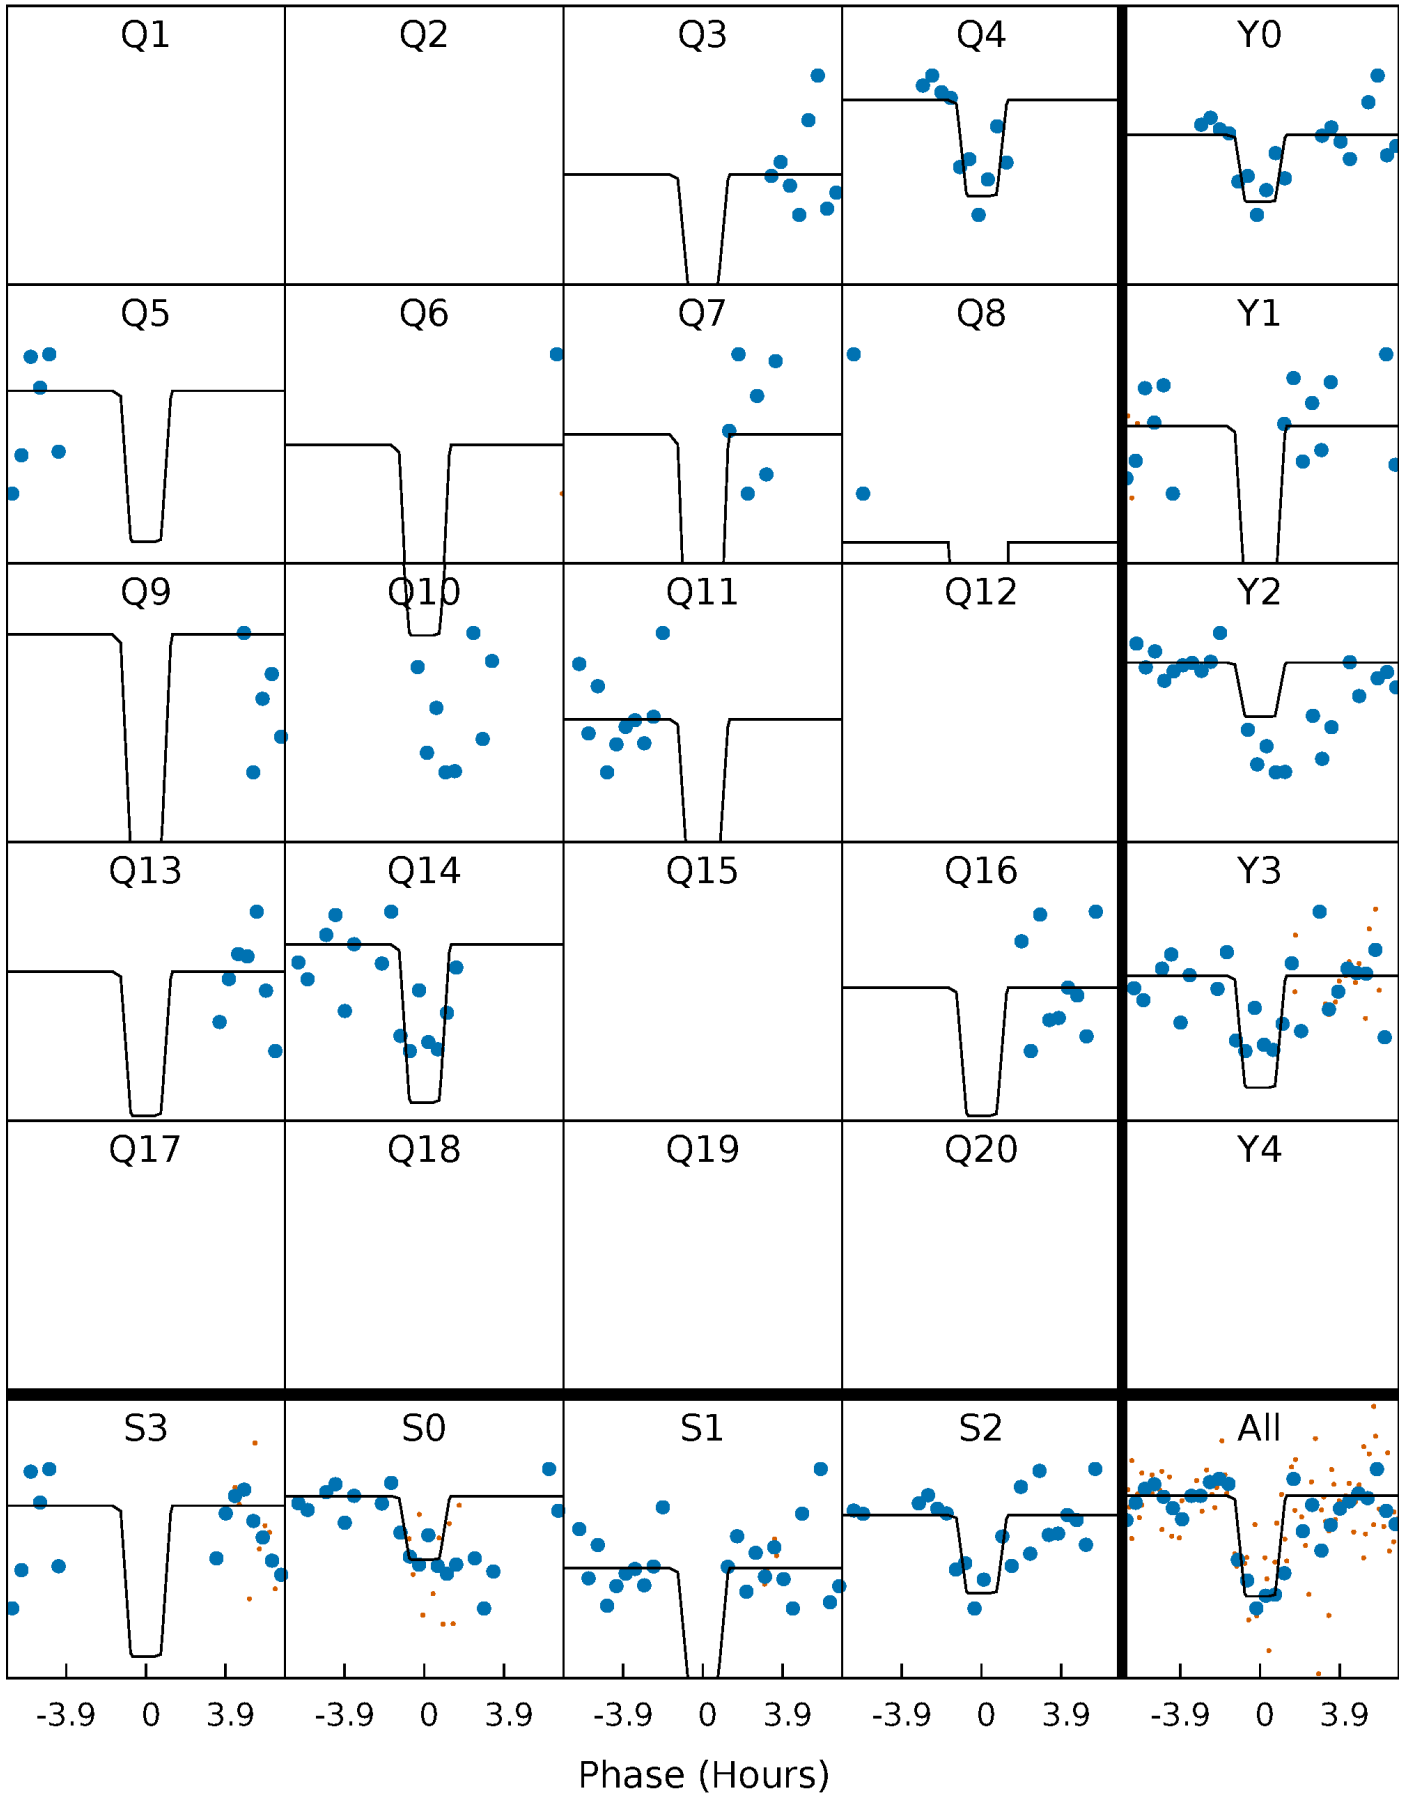 Q1 Q2 Q3 Q4 Y0
Q5 Q6 Q7 Q8 Y1
Q9 Q10 Q11 Q12 Y2
Q13 Q14 Q15 Q16 Y3
Q17 Q18 Q19 Q20 Y4
S3 S0 S1 S2 All
-3.9 0 3.9 -3.9 0 3.9 -3.9 0 3.9 -3.9 0 3.9 -3.9 0 3.9
Phase (Hours)